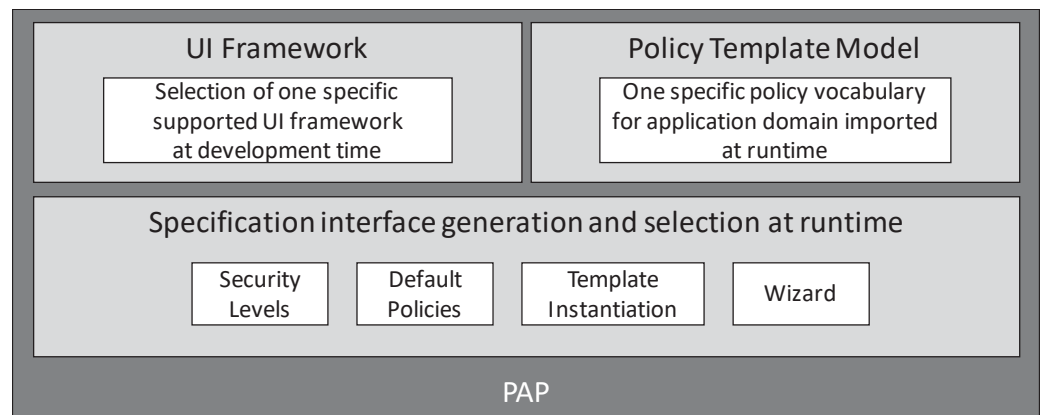 UI Framework
Selection of one specific
supported UI framework
at development time
Policy Template Model
One specific policy vocabulary
for application domain imported
at runtime
Specification interface generation and selection at runtime
Security
Levels
Default
Policies
Template
Instantiation
Wizard
PAP